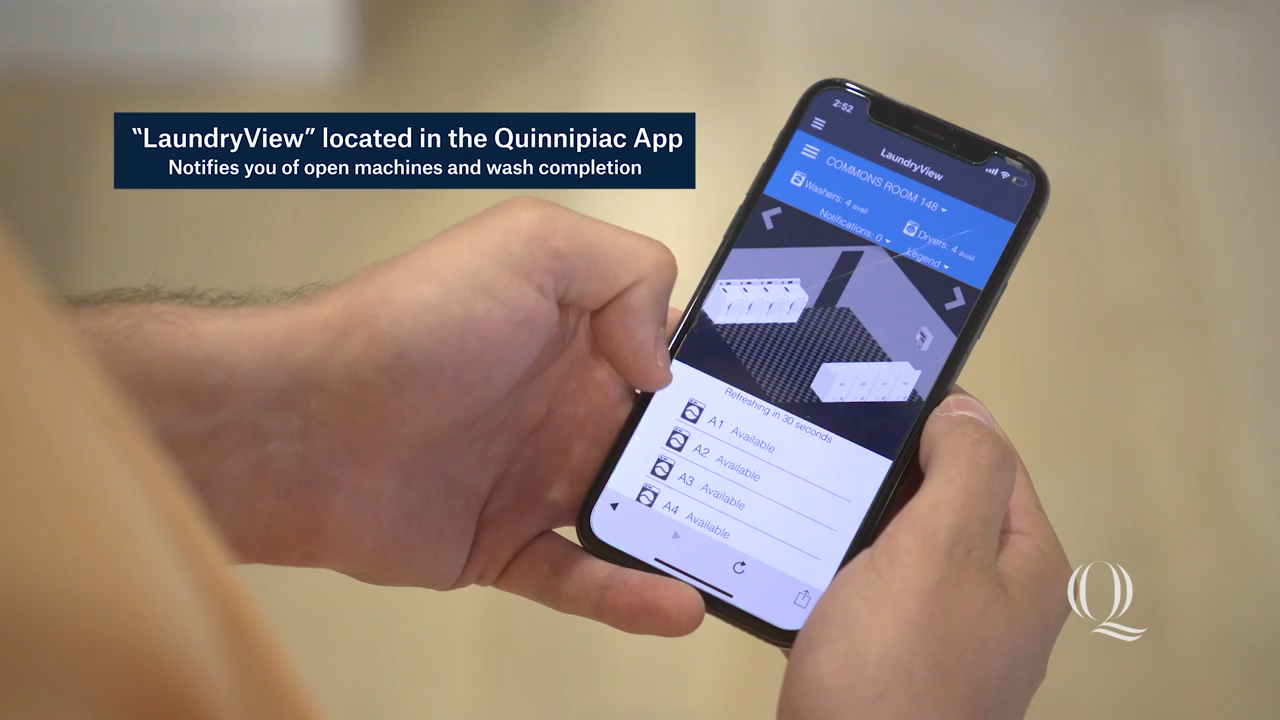 “LaundryView” located in the Quinnipiac App
Notifies you of open machines and wash completion
2:52
LaundryView
COMMONS ROOM 148
Washers: 4 avail
Dryers: 4 avail
Notifications: 0
Legend
Refreshing in 30 seconds
A1 Available
A2 Available
A3 Available
A4 Available
Q